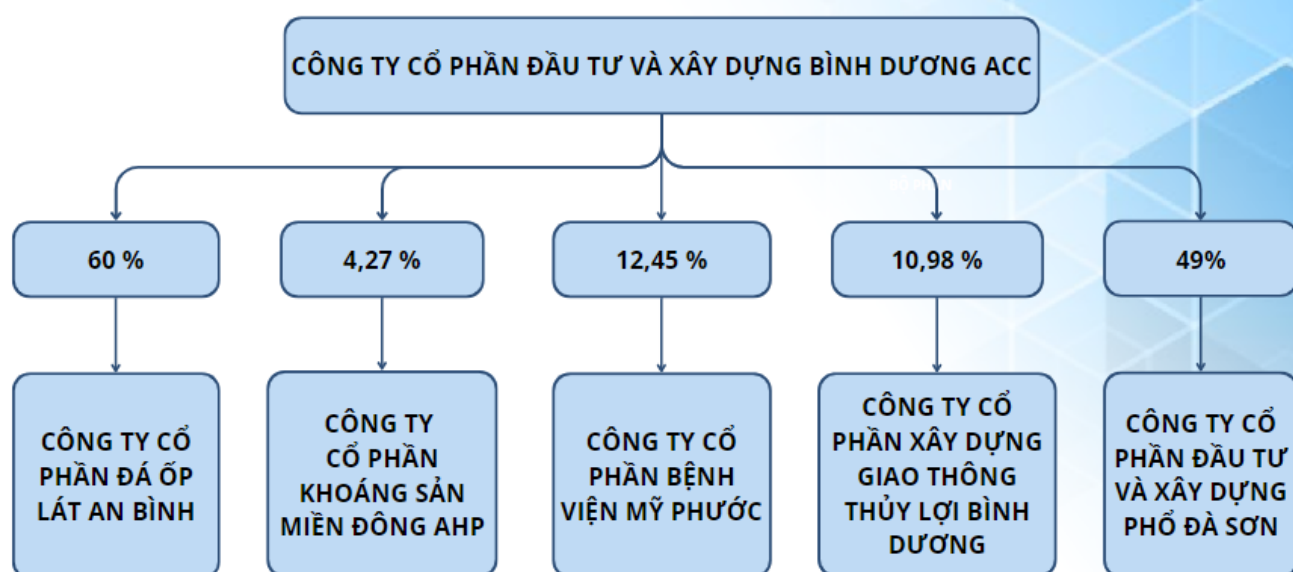 CÔNG TY CỔ PHẦN ĐẦU TƯ VÀ XÂY DỰNG BÌNH DƯƠNG ACC
60 %
4,27 %
12,45 %
10,98 %
49%
CÔNG TY CỔ
PHẦN ĐÁ ỐP
LÁT AN BÌNH
CÔNG TY
CỔ PHẦN
KHOÁNG SẢN
MIỀN ĐÔNG AHP
CÔNG TY CỔ
PHẦN BỆNH
VIỆN MỸ PHƯỚC
CÔNG TY CỔ
PHẦN XÂY DỰNG
GIAO THÔNG
THỦY LỢI BÌNH
DƯƠNG
CÔNG TY CỔ
PHẦN ĐẦU TƯ
VÀ XÂY DỰNG
PHỔ ĐÀ SƠN